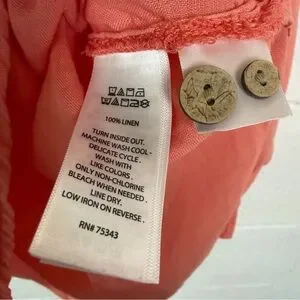 100% LINEN
TURN INSIDE OUT.
MACHINE WASH COOL -
DELICATE CYCLE.
WASH WITH
LIKE COLORS.
ONLY NON-CHLORINE
BLEACH WHEN NEEDED.
LINE DRY.
LOW IRON ON REVERSE.
RN# 75343